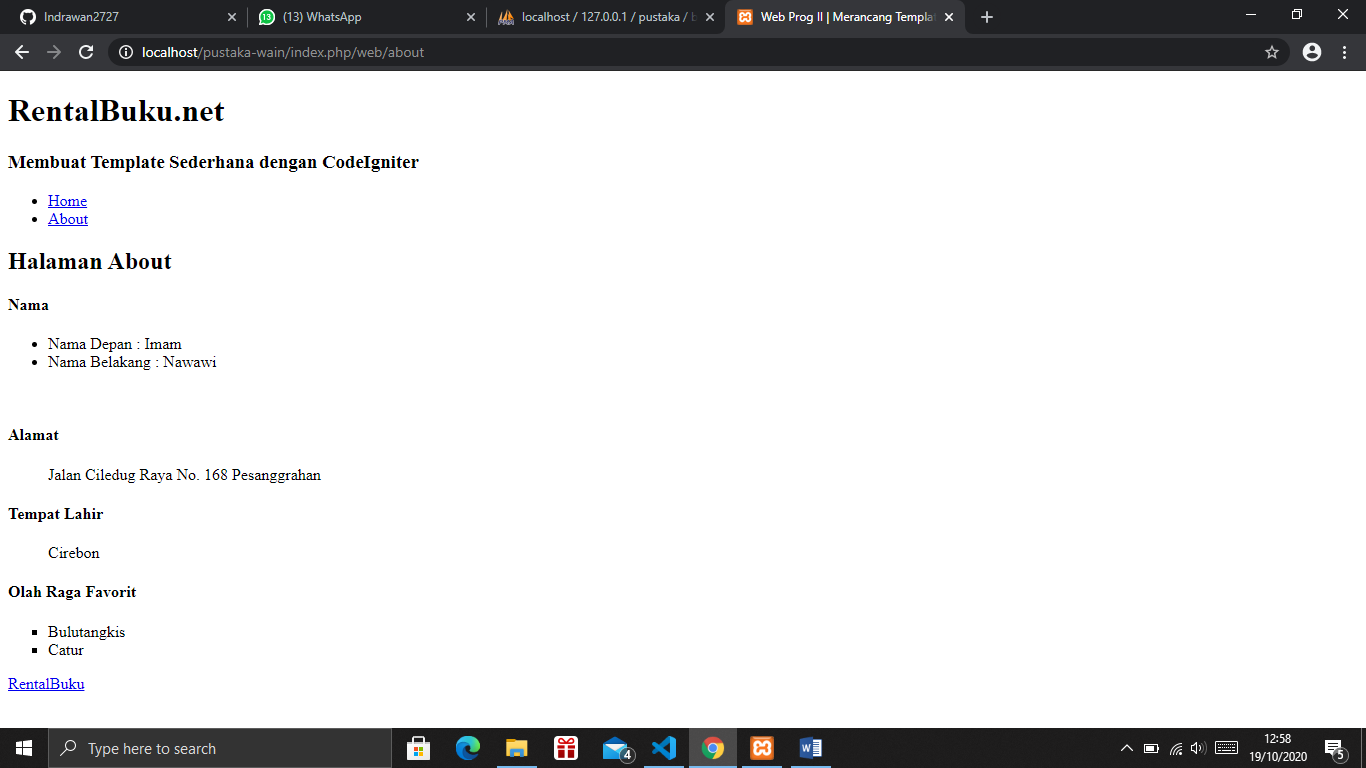 Indrawan2727
(13) WhatsApp
localhost / 127.0.0.1 / pustaka / b
Web Prog II | Merancang Templat
localhost/pustaka-wain/index.php/web/about
RentalBuku.net
Membuat Template Sederhana dengan CodeIgniter
Home
About
Halaman About
Nama
Nama Depan : Imam
Nama Belakang : Nawawi
Alamat
Jalan Ciledug Raya No. 168 Pesanggrahan
Tempat Lahir
Cirebon
Olah Raga Favorit
Bulutangkis
Catur
RentalBuku
Type here to search
4
12:58
19/10/2020
5